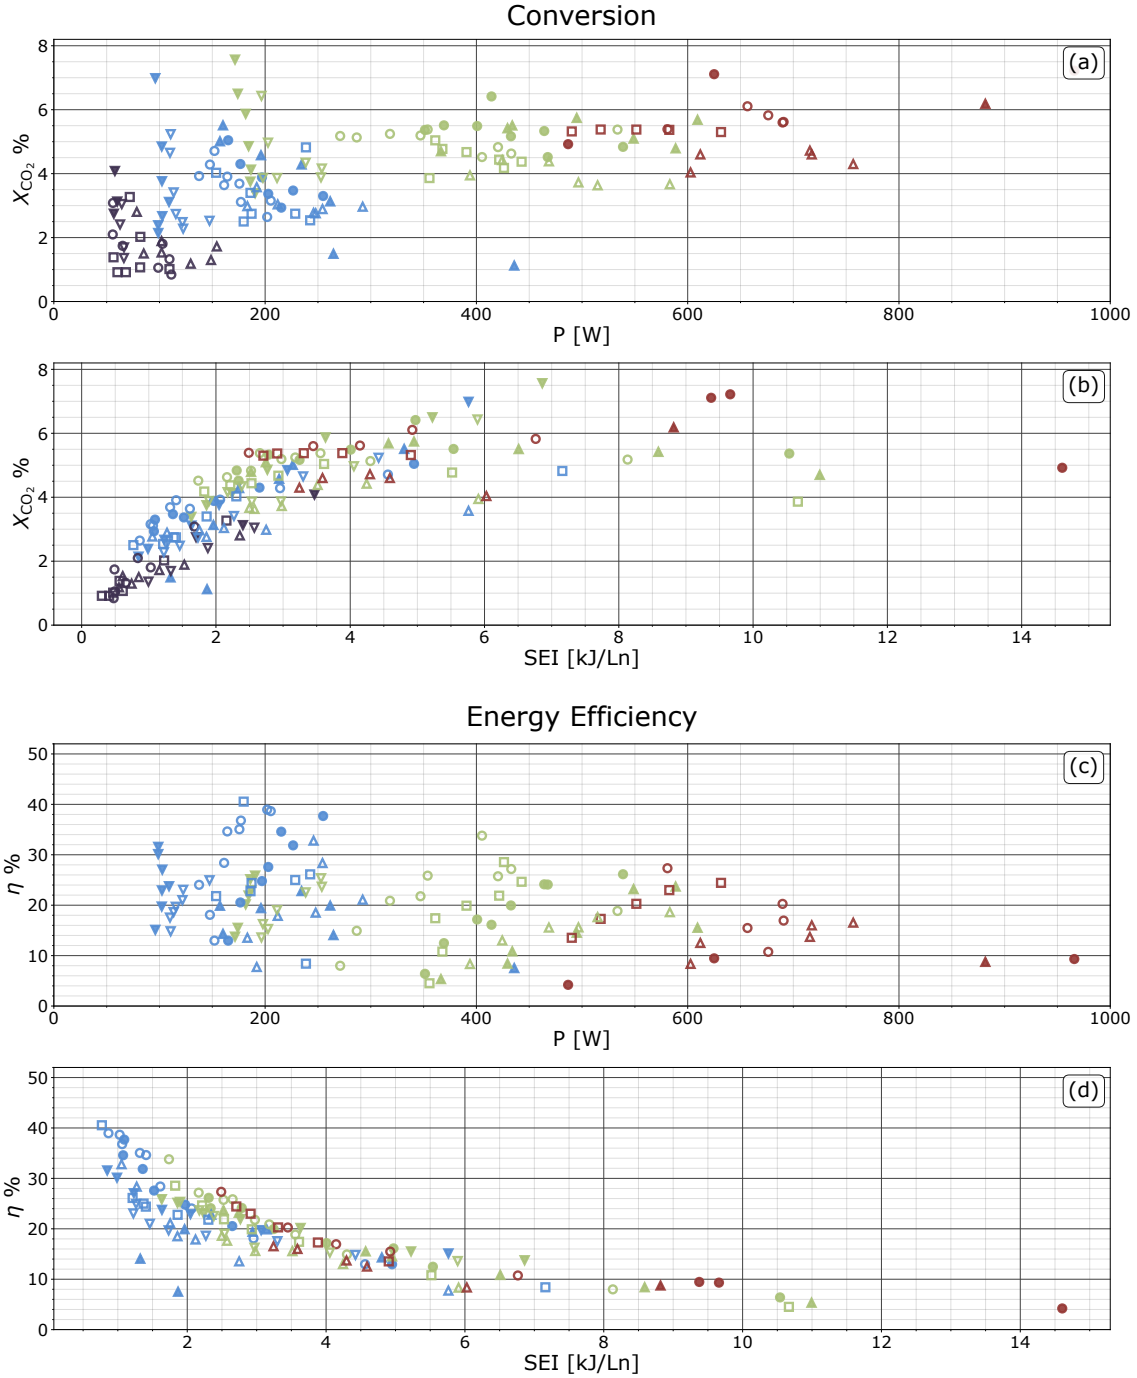 Conversion
(a)
X_CO₂ %
8
6
4
2
0
0 200 400 600 800 1000
P [W]
(b)
X_CO₂ %
8
6
4
2
0
0 2 4 6 8 10 12 14
SEI [kJ/Ln]
Energy Efficiency
(c)
η %
50
40
30
20
10
0
0 200 400 600 800 1000
P [W]
(d)
η %
50
40
30
20
10
0
2 4 6 8 10 12 14
SEI [kJ/Ln]